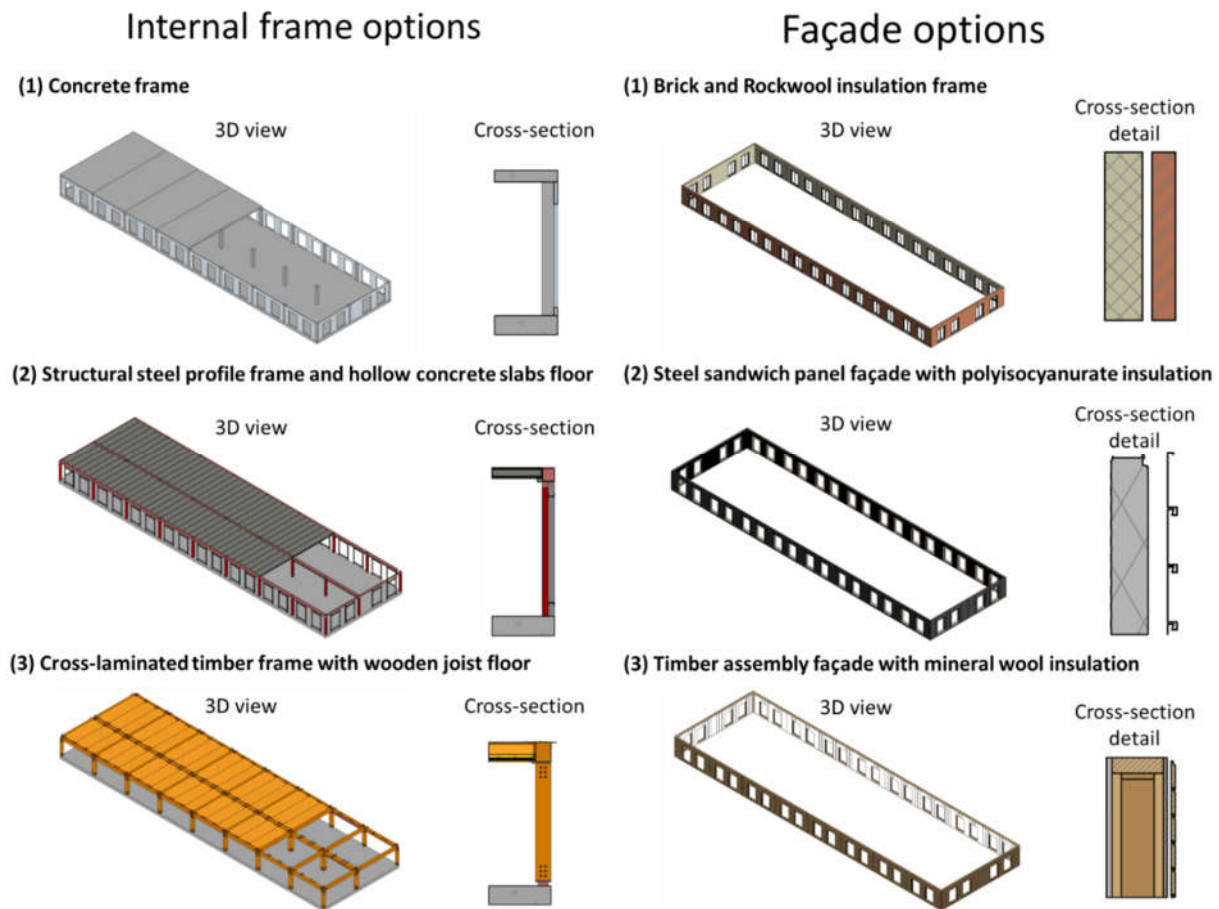 Internal frame options
(1) Concrete frame
3D view
Cross-section
(2) Structural steel profile frame and hollow concrete slabs floor
3D view
Cross-section
(3) Cross-laminated timber frame with wooden joist floor
3D view
Cross-section
Façade options
(1) Brick and Rockwool insulation frame
3D view
Cross-section
detail
(2) Steel sandwich panel façade with polyisocyanurate insulation
3D view
Cross-section
detail
(3) Timber assembly façade with mineral wool insulation
3D view
Cross-section
detail